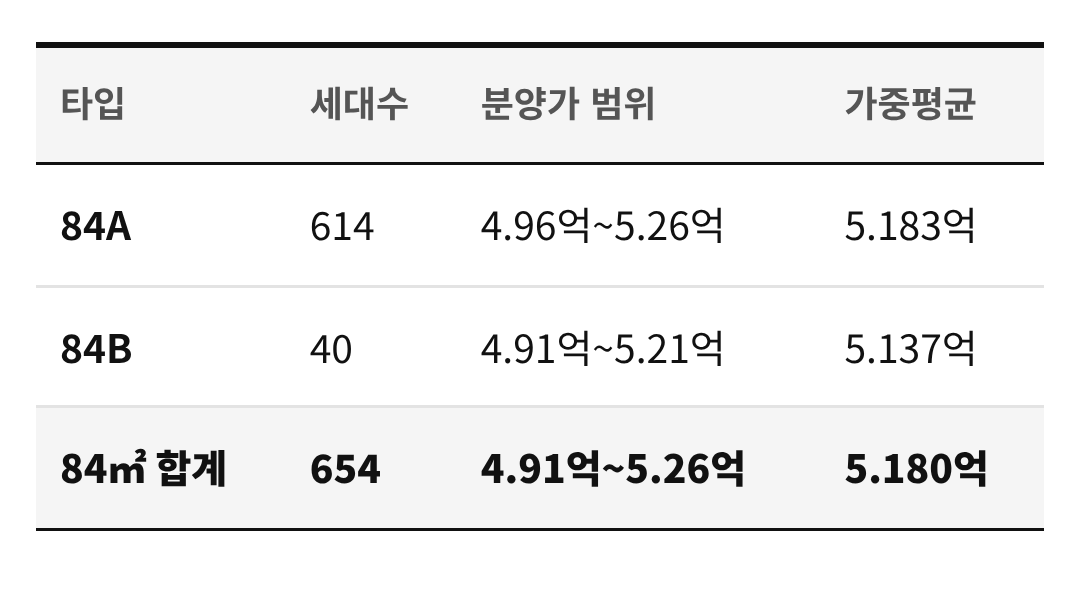 타입 세대수 분양가 범위 가중평균
84A 614 4.96억~5.26억 5.183억
84B 40 4.91억~5.21억 5.137억
84㎡ 합계 654 4.91억~5.26억 5.180억